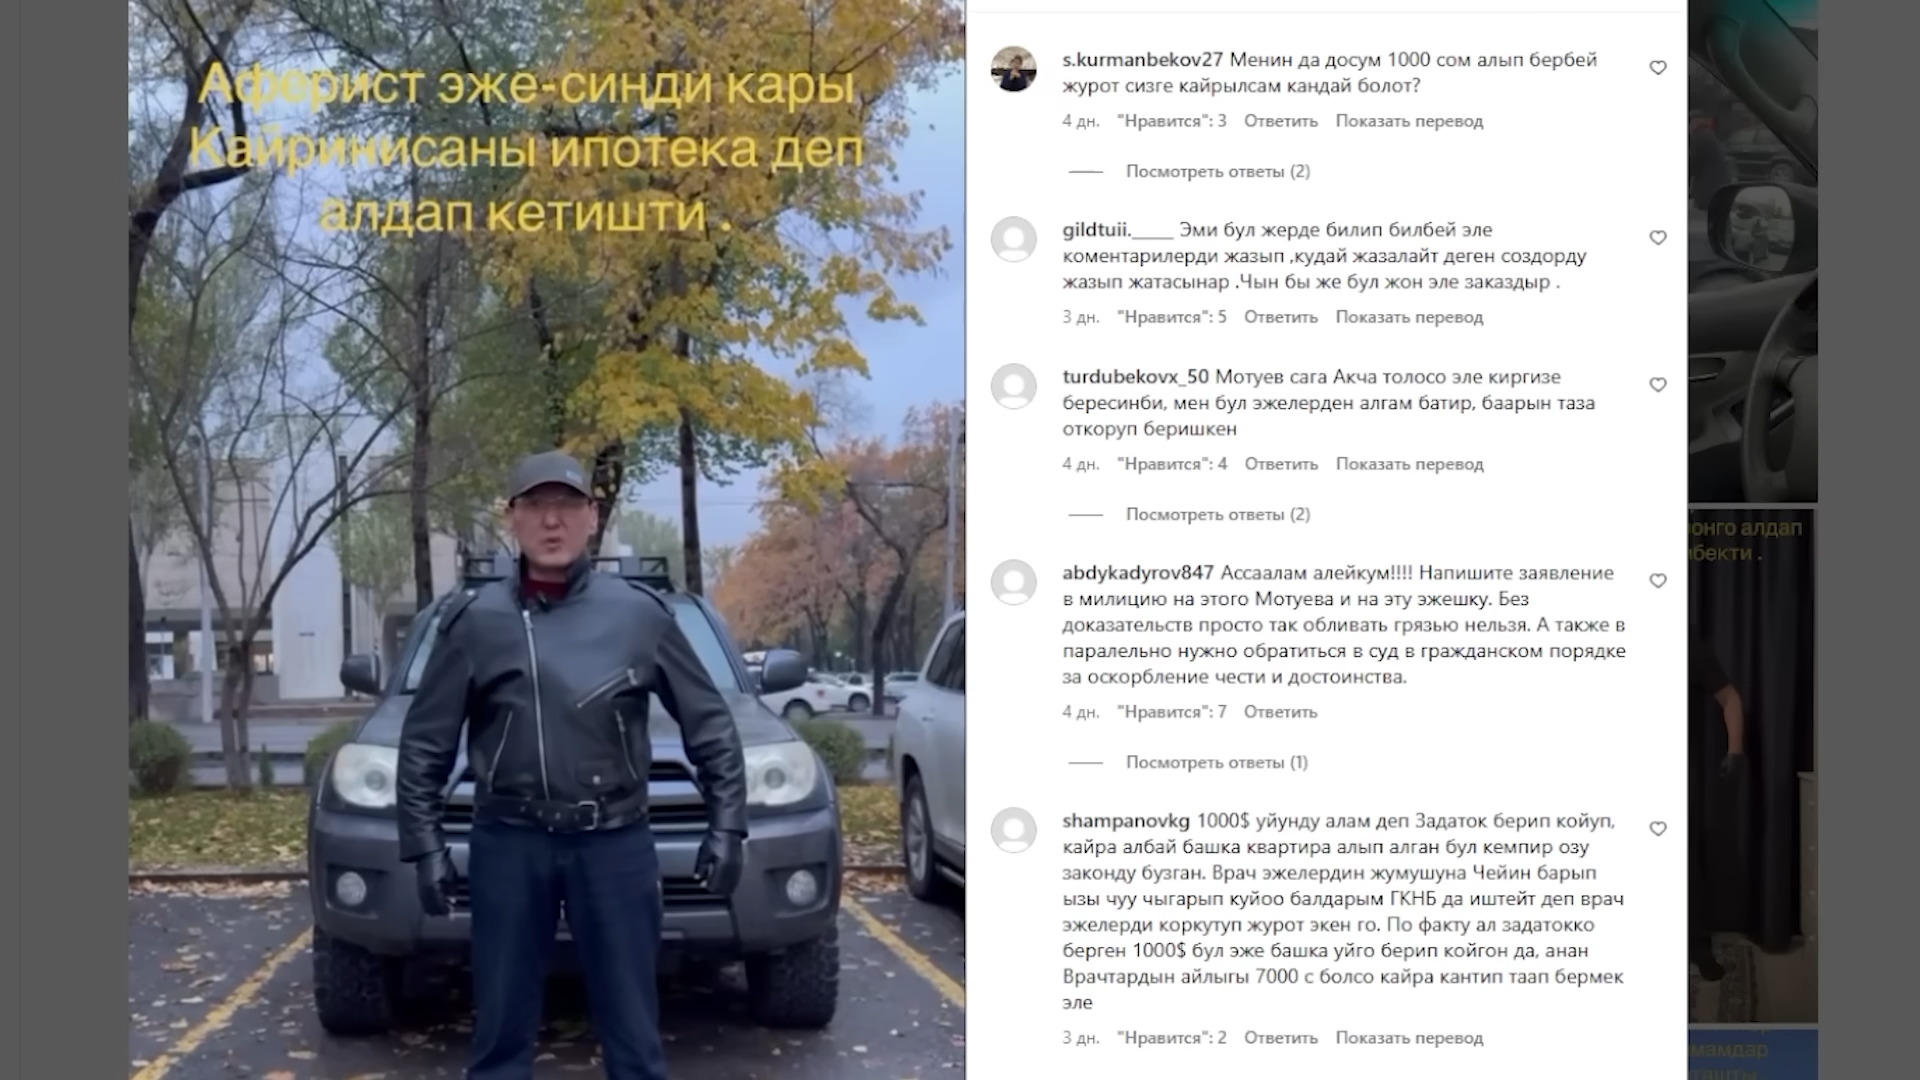 Аферист эже-синди кары
Кайринисаны ипотека деп
алдап кетишти .
s.kurmanbekov27 Менин да досум 1000 сом алып бербей
журот сизге кайрылсам кандай болот?
4 дн. "Нравится": 3 Ответить Показать перевод
Посмотреть ответы (2)
gildtuii._____ Эми бул жерде билип билбей эле
коментарилерди жазып ,кудай жазалайт деген создорду
жазып жатасынар .Чын бы же бул жон эле заказдыр .
3 дн. "Нравится": 5 Ответить Показать перевод
turdubekovx_50 Мотуев сага Акча толосо эле киргизе
бересинби, мен бул эжелерден алгам батир, баарын таза
откоруп беришкен
4 дн. "Нравится": 4 Ответить Показать перевод
Посмотреть ответы (2)
abdykadyrov847 Ассаалам алейкум!!!! Напишите заявление
в милицию на этого Мотуева и на эту эжешку. Без
доказательств просто так обливать грязью нельзя. А также в
паралельно нужно обратиться в суд в гражданском порядке
за оскорбление чести и достоинства.
4 дн. "Нравится": 7 Ответить
Посмотреть ответы (1)
shampanovkg 1000$ уйунду алам деп Задаток берип койуп,
кайра албай башка квартира алып алган бул кемпир озу
законду бузган. Врач эжелердин жумушуна Чейин барып
ызы чуу чыгарып куйоо балдарым ГКНБ да иштейт деп врач
эжелерди коркутуп журот экен го. По факту ал задатокко
берген 1000$ бул эже башка уйго берип койгон да, анан
Врачтардын айлыгы 7000 с болсо кайра кантип таап бермек
эле
3 дн. "Нравится": 2 Ответить Показать перевод
алдап